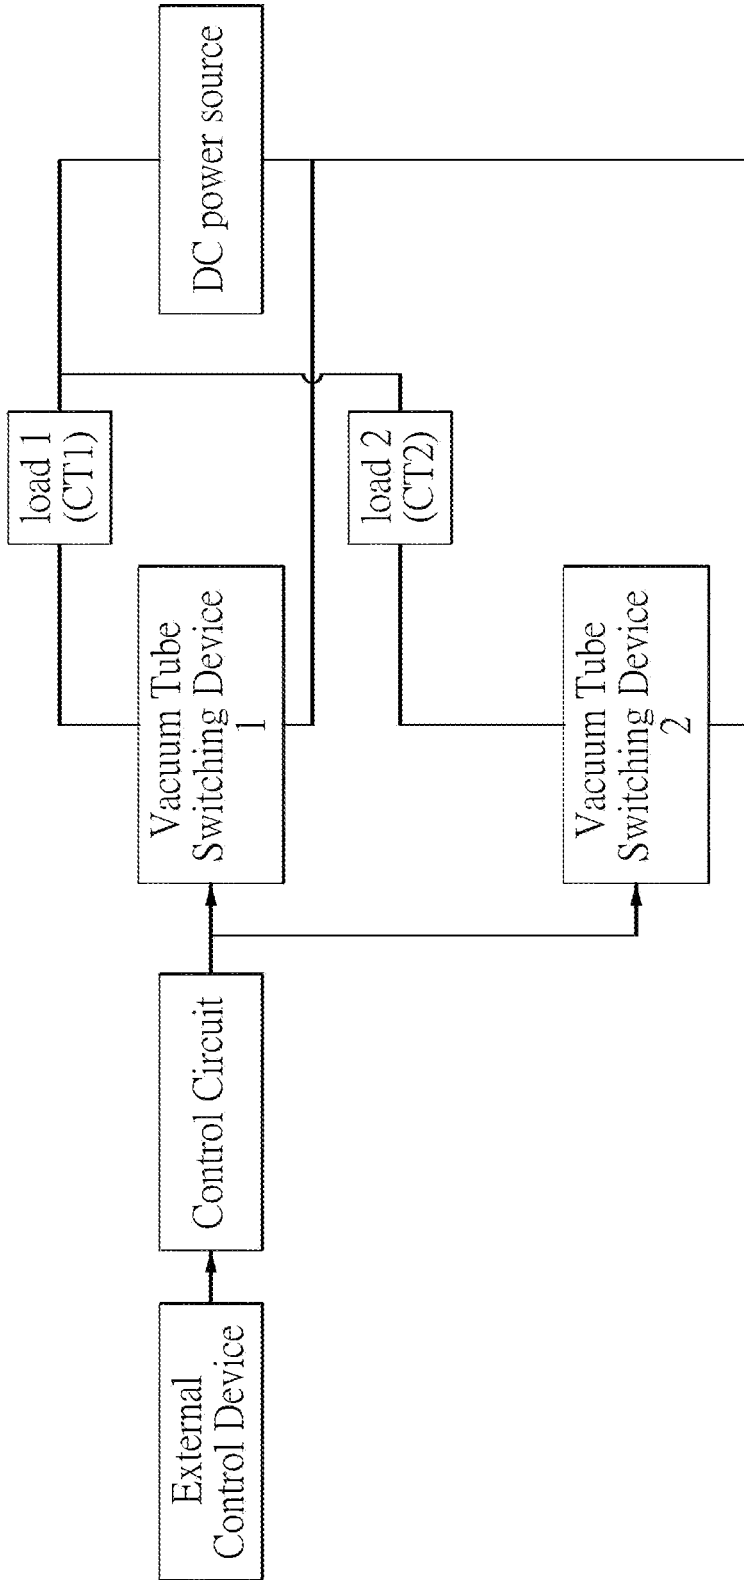 External
Control Device
Control Circuit
Vacuum Tube
Switching Device
1
load 1
(CT1)
DC power source
Vacuum Tube
Switching Device
2
load 2
(CT2)